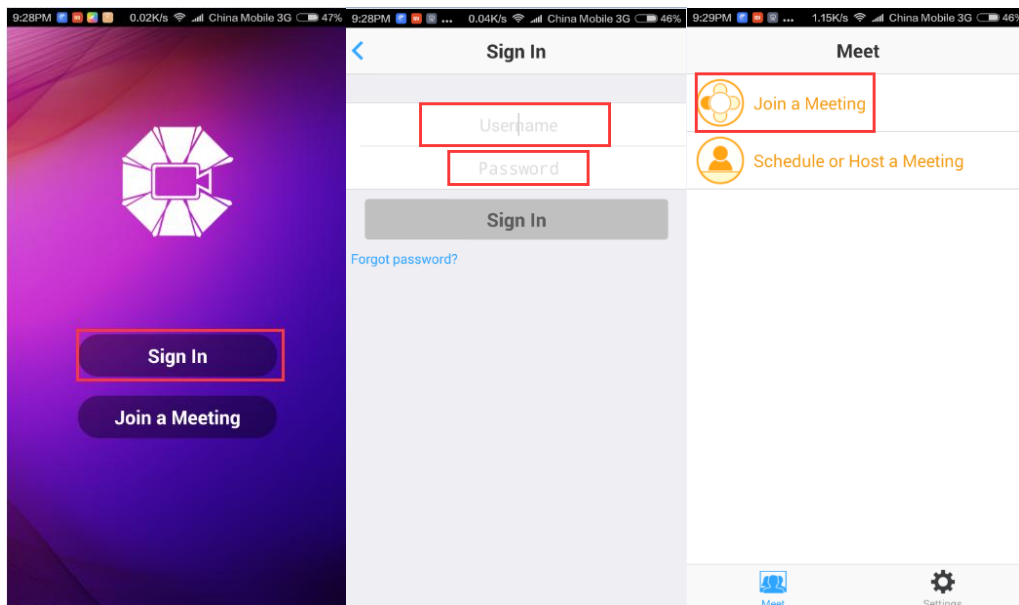 9:28PM 0.02K/s China Mobile 3G 47%
Sign In
Join a Meeting
9:28PM ... 0.04K/s China Mobile 3G 46%
Sign In
Username
Password
Sign In
Forgot password?
9:29PM ... 1.15K/s China Mobile 3G 46%
Meet
Join a Meeting
Schedule or Host a Meeting
Meet
Settings